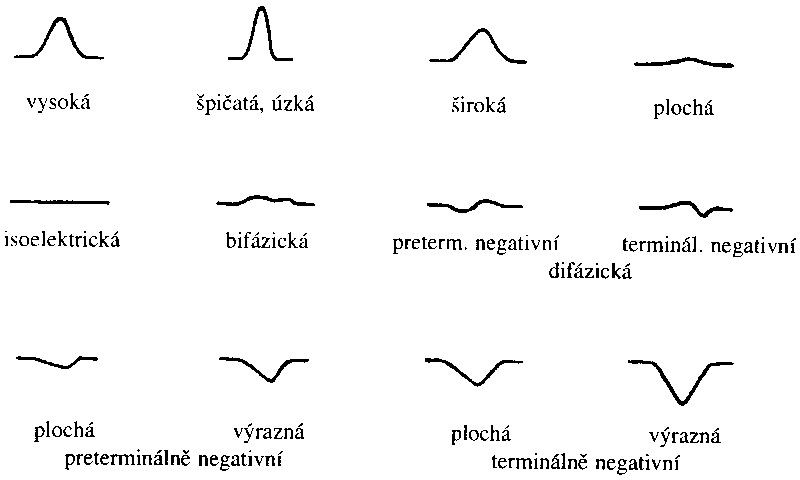 vysoká
špičatá, úzká
široká
plochá
isoelektrická
bifázická
preterm. negativní
terminál. negativní
difázická
plochá
výrazná
plochá
výrazná
preterminálně negativní
terminálně negativní